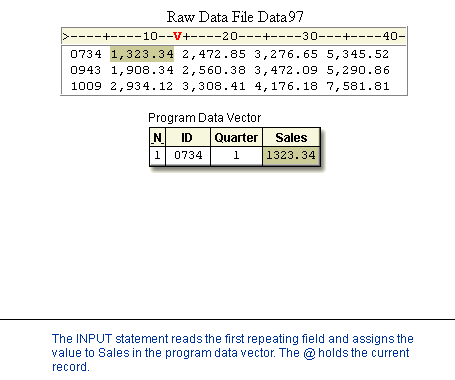 Raw Data File Data97
>----+----10--V+----20----+----30---+----40-
0734 1,323.34 2,472.85 3,276.65 5,345.52
0943 1,908.34 2,560.38 3,472.09 5,290.86
1009 2,934.12 3,308.41 4,176.18 7,581.81
Program Data Vector
_N_ ID Quarter Sales
1 0734 1 1323.34
The INPUT statement reads the first repeating field and assigns the
value to Sales in the program data vector. The @ holds the current
record.